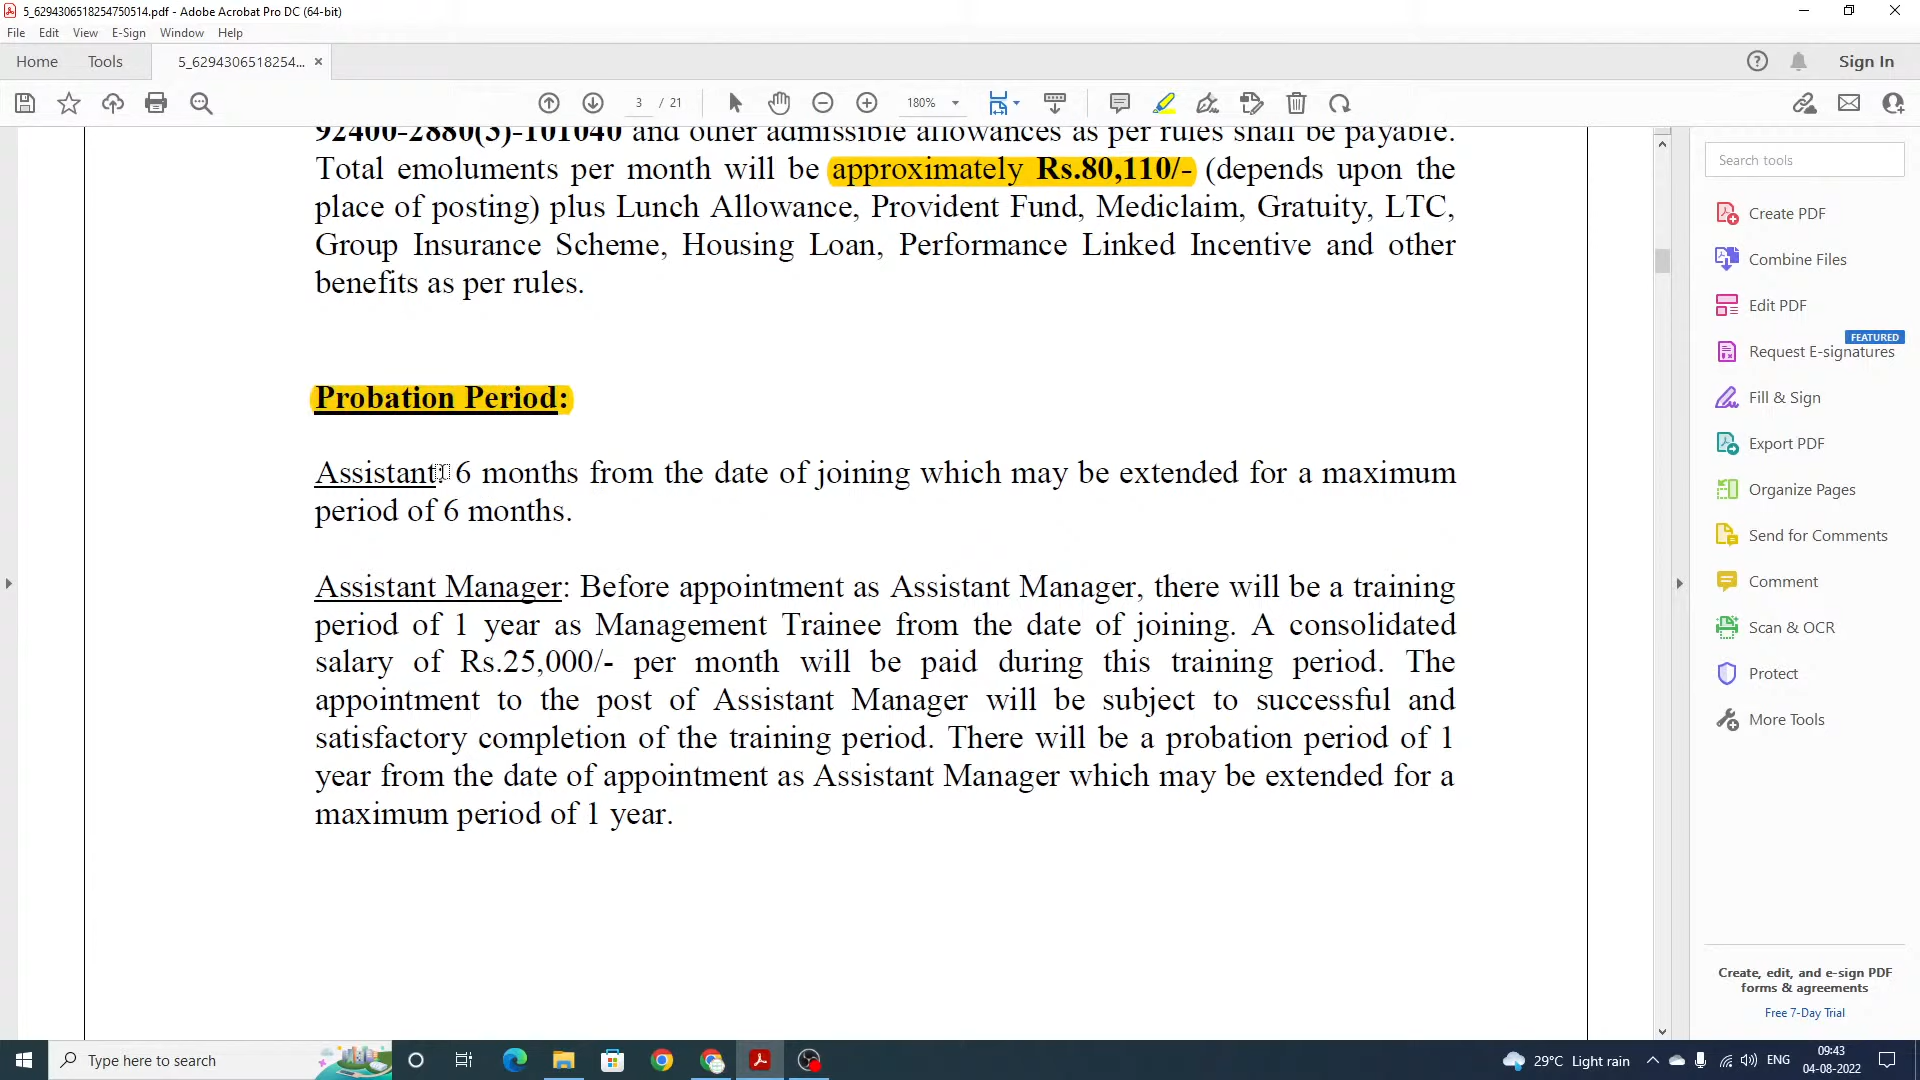 5_6294306518254750514.pdf - Adobe Acrobat Pro DC (64-bit)
File Edit View E-Sign Window Help
Home Tools 5_6294306518254... × Sign In
3 / 21 180%
92400-2880(3)-101040 and other admissible allowances as per rules shall be payable.
Total emoluments per month will be approximately Rs.80,110/- (depends upon the
place of posting) plus Lunch Allowance, Provident Fund, Mediclaim, Gratuity, LTC,
Group Insurance Scheme, Housing Loan, Performance Linked Incentive and other
benefits as per rules.
Probation Period:
Assistant: 6 months from the date of joining which may be extended for a maximum
period of 6 months.
Assistant Manager: Before appointment as Assistant Manager, there will be a training
period of 1 year as Management Trainee from the date of joining. A consolidated
salary of Rs.25,000/- per month will be paid during this training period. The
appointment to the post of Assistant Manager will be subject to successful and
satisfactory completion of the training period. There will be a probation period of 1
year from the date of appointment as Assistant Manager which may be extended for a
maximum period of 1 year.
Search tools
Create PDF
Combine Files
Edit PDF
FEATURED
Request E-signatures
Fill & Sign
Export PDF
Organize Pages
Send for Comments
Comment
Scan & OCR
Protect
More Tools
Create, edit, and e-sign PDF
forms & agreements
Free 7-Day Trial
Type here to search
29°C Light rain
ENG
09:43
04-08-2022